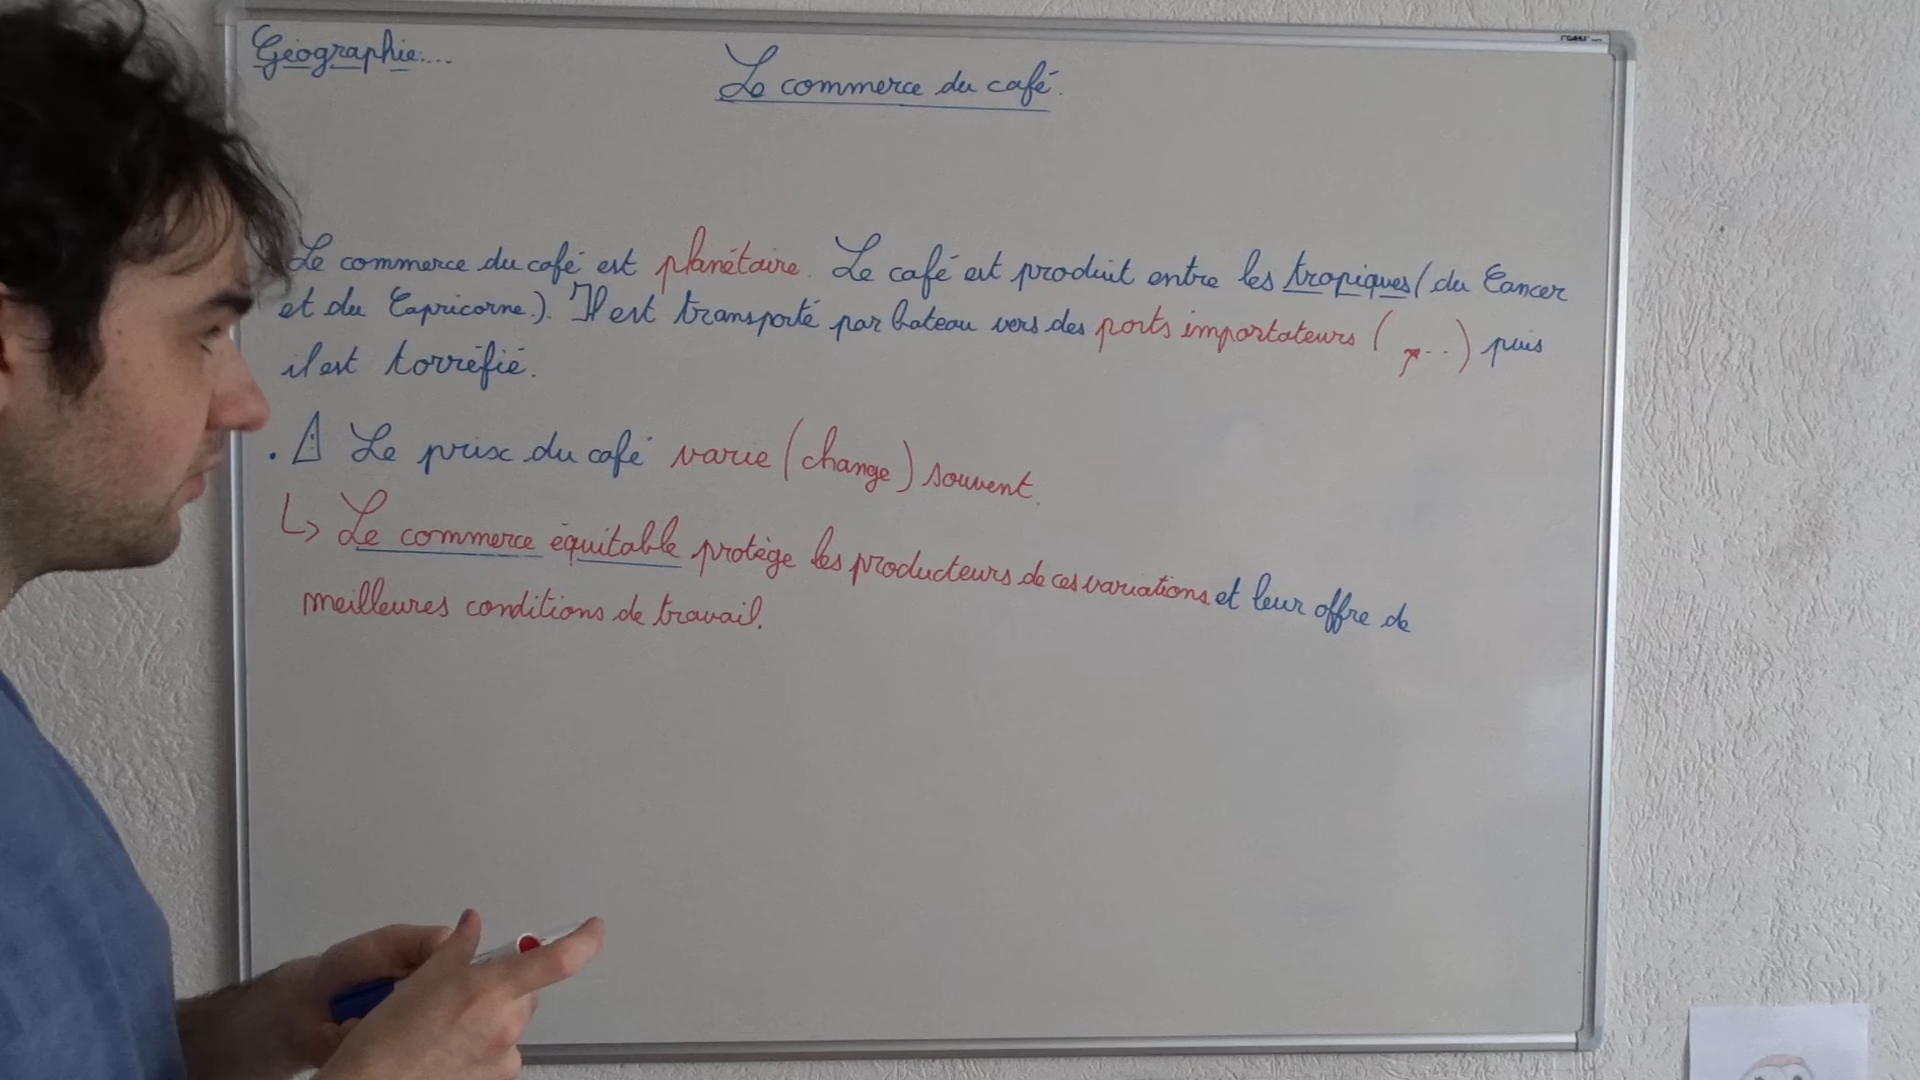 Géographie:...
Le commerce du café.
Le commerce du café est planétaire. Le café est produit entre les tropiques (du Cancer
et du Capricorne.). Il est transporté par bateau vers des ports importateurs ( ↗...) puis
il est torréfié.
. ⚠ Le prix du café varie (change) souvent.
↳ Le commerce équitable protège les producteurs de ces variations et leur offre de
meilleures conditions de travail.